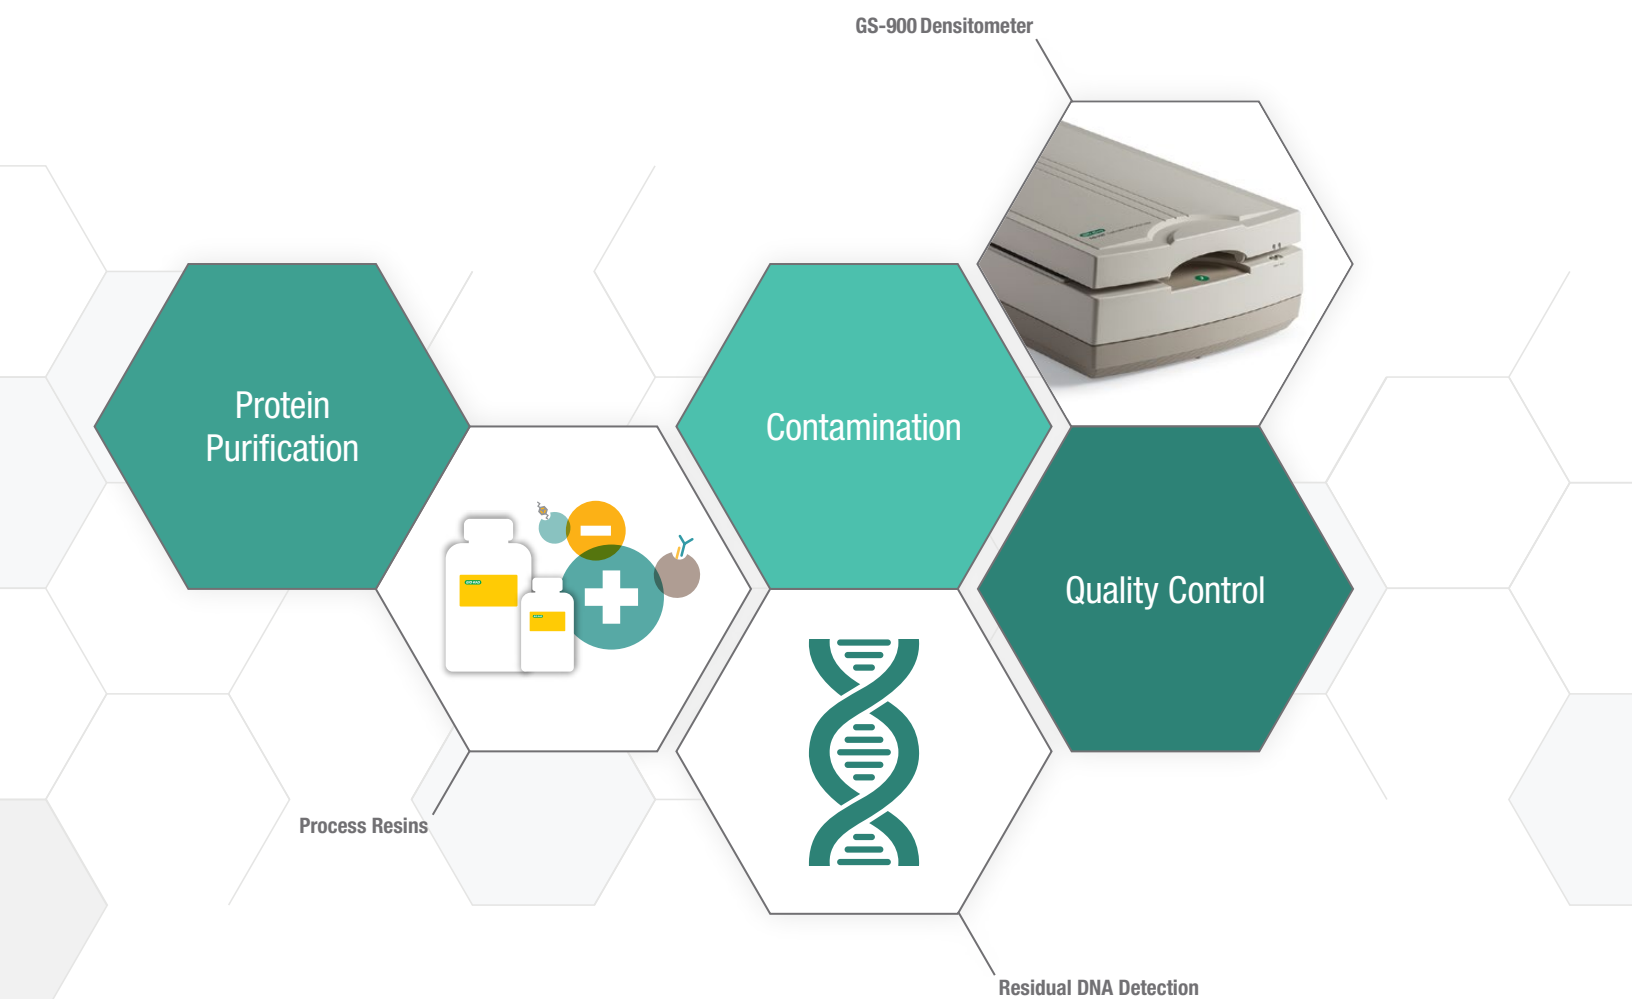 GS-900 Densitometer
Protein
Purification
Contamination
Quality Control
Process Resins
Residual DNA Detection